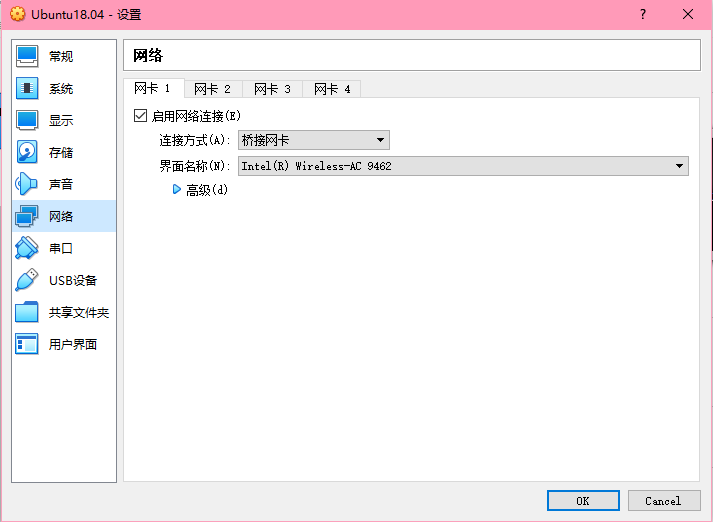 Ubuntu18.04 - 设置
?
常规
系统
显示
存储
声音
网络
串口
USB设备
共享文件夹
用户界面
网络
网卡 1 网卡 2 网卡 3 网卡 4
启用网络连接(E)
连接方式(A): 桥接网卡
界面名称(N): Intel(R) Wireless-AC 9462
高级(d)
OK Cancel